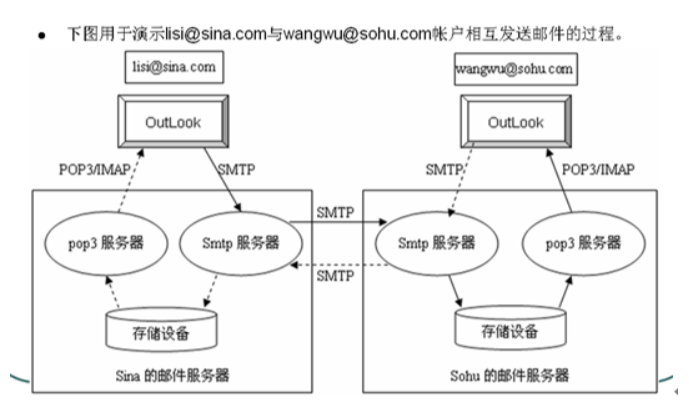 ● 下图用于演示lisi@sina.com与wangwu@sohu.com帐户相互发送邮件的过程。
lisi@sina.com
wangwu@sohu.com
OutLook
OutLook
POP3/IMAP
SMTP
SMTP
POP3/IMAP
SMTP
pop3 服务器
Smtp 服务器
Smtp 服务器
pop3 服务器
SMTP
存储设备
存储设备
Sina 的邮件服务器
Sohu 的邮件服务器